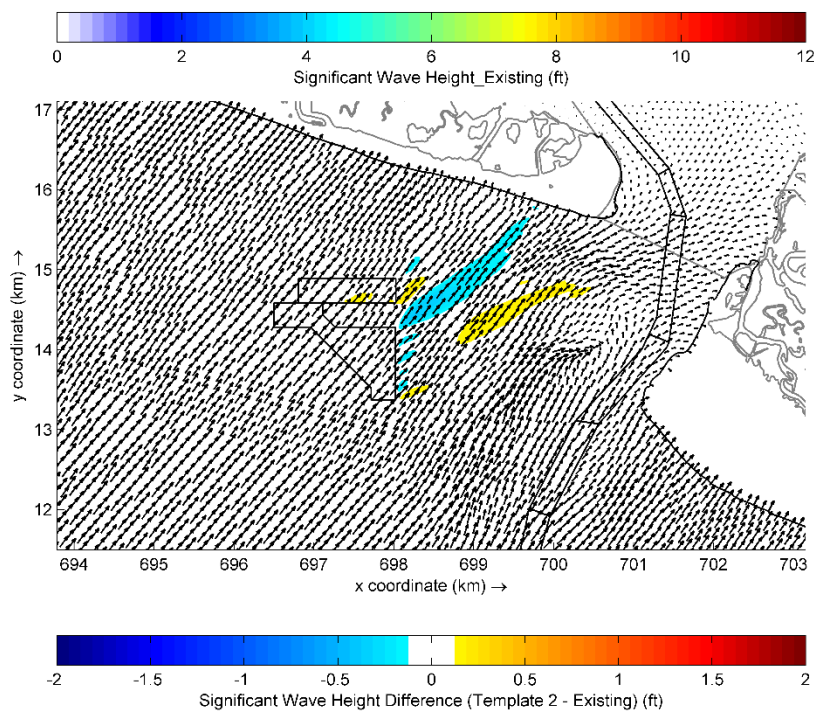 0 2 4 6 8 10 12
Significant Wave Height_Existing (ft)
17
16
15
14
13
12
y coordinate (km) →
694 695 696 697 698 699 700 701 702 703
x coordinate (km) →
-2 -1.5 -1 -0.5 0 0.5 1 1.5 2
Significant Wave Height Difference (Template 2 - Existing) (ft)